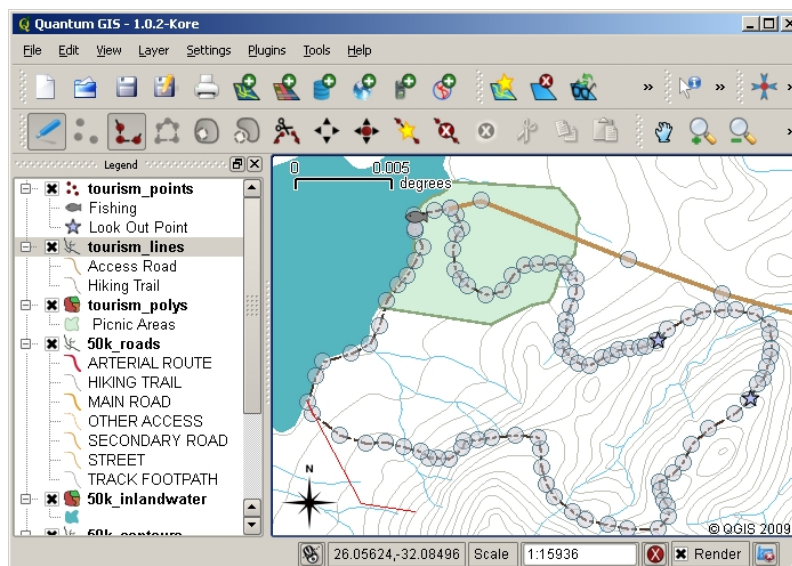 Quantum GIS - 1.0.2-Kore
File Edit View Layer Settings Plugins Tools Help
Legend
tourism_points
Fishing
Look Out Point
tourism_lines
Access Road
Hiking Trail
tourism_polys
Picnic Areas
50k_roads
ARTERIAL ROUTE
HIKING TRAIL
MAIN ROAD
OTHER ACCESS
SECONDARY ROAD
STREET
TRACK FOOTPATH
50k_inlandwater
50k_contours
0 0.005
degrees
N
© QGIS 2009
26.05624,-32.08496 Scale 1:15936 Render